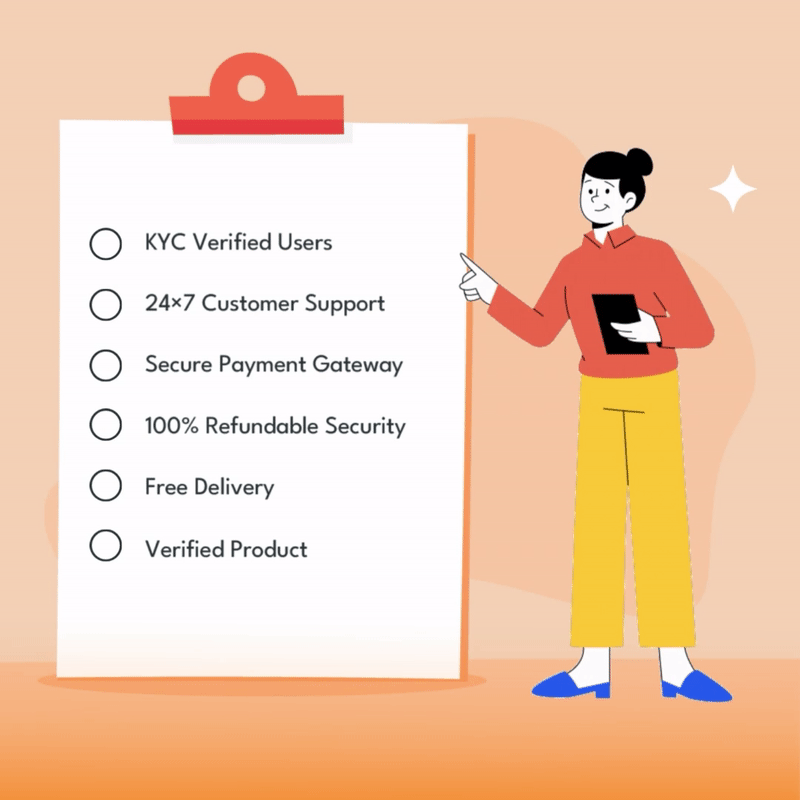 KYC Verified Users
24×7 Customer Support
Secure Payment Gateway
100% Refundable Security
Free Delivery
Verified Product